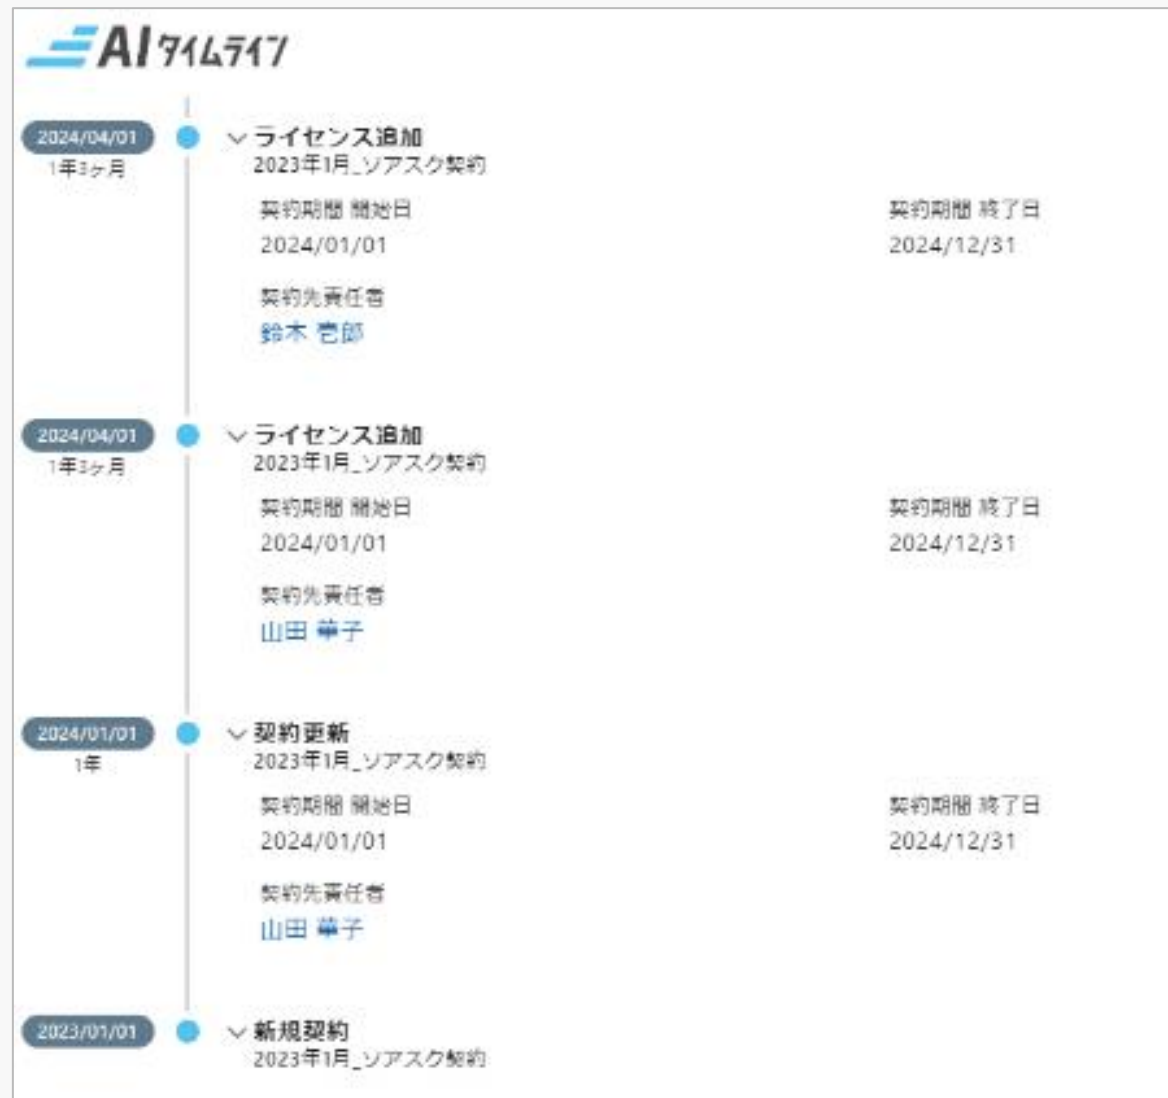 AIタイムライン
2024/04/01
1年3ヶ月
ライセンス追加
2023年1月_ソアスク契約
契約期間 開始日
契約期間 終了日
2024/01/01
2024/12/31
契約先責任者
鈴木 壱郎
2024/04/01
1年3ヶ月
ライセンス追加
2023年1月_ソアスク契約
契約期間 開始日
契約期間 終了日
2024/01/01
2024/12/31
契約先責任者
山田 華子
2024/01/01
1年
契約更新
2023年1月_ソアスク契約
契約期間 開始日
契約期間 終了日
2024/01/01
2024/12/31
契約先責任者
山田 華子
2023/01/01
新規契約
2023年1月_ソアスク契約